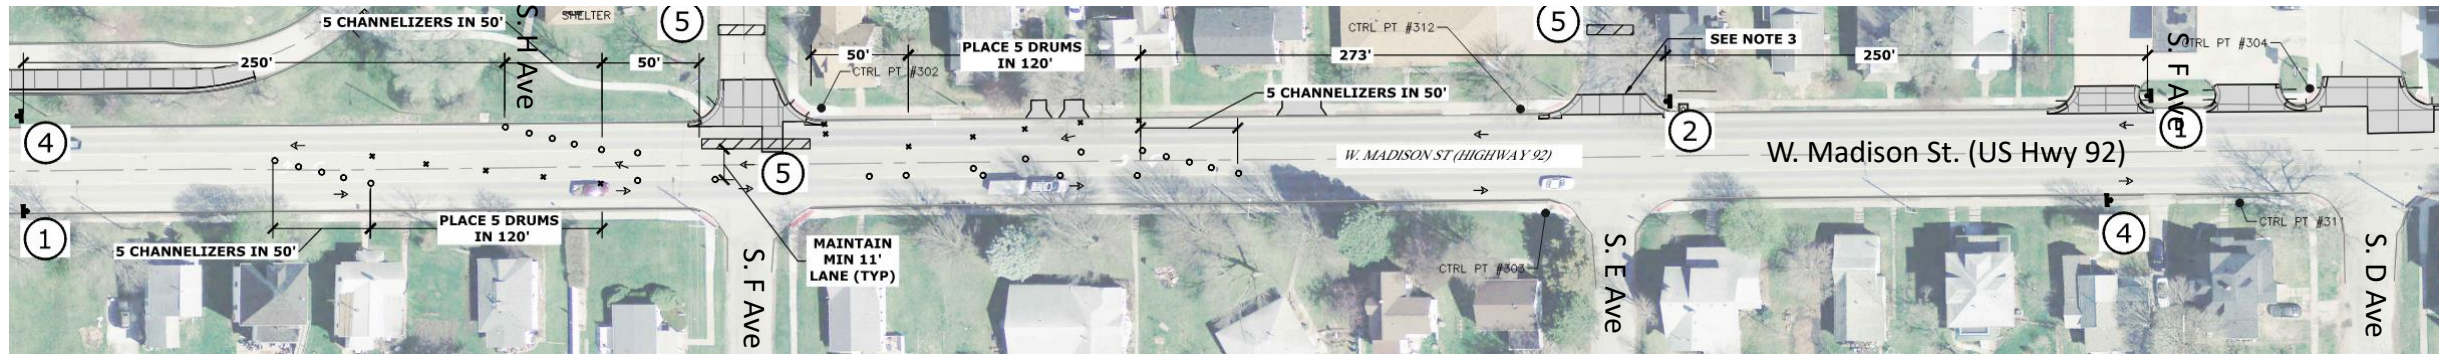 5 CHANNELIZERS IN 50'
S. H Ave
SHELTER
5
CTRL PT #312
5
SEE NOTE 3
S. F Ave
CTRL PT #304
250'
50'
50'
PLACE 5 DRUMS
IN 120'
273'
250'
CTRL PT #302
5 CHANNELIZERS IN 50'
4
2
1
5
W. MADISON ST (HIGHWAY 92)
W. Madison St. (US Hwy 92)
1
PLACE 5 DRUMS
IN 120'
5 CHANNELIZERS IN 50'
MAINTAIN
MIN 11'
LANE (TYP)
S. F Ave
CTRL PT #303
S. E Ave
4
CTRL PT #311
S. D Ave